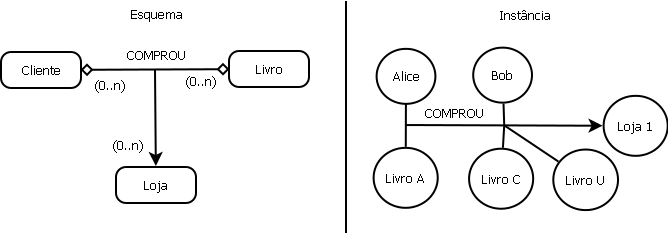 Esquema
Cliente
COMPROU
Livro
(0..n)
(0..n)
(0..n)
Loja
Instância
Alice
Bob
COMPROU
Loja 1
Livro A
Livro C
Livro U